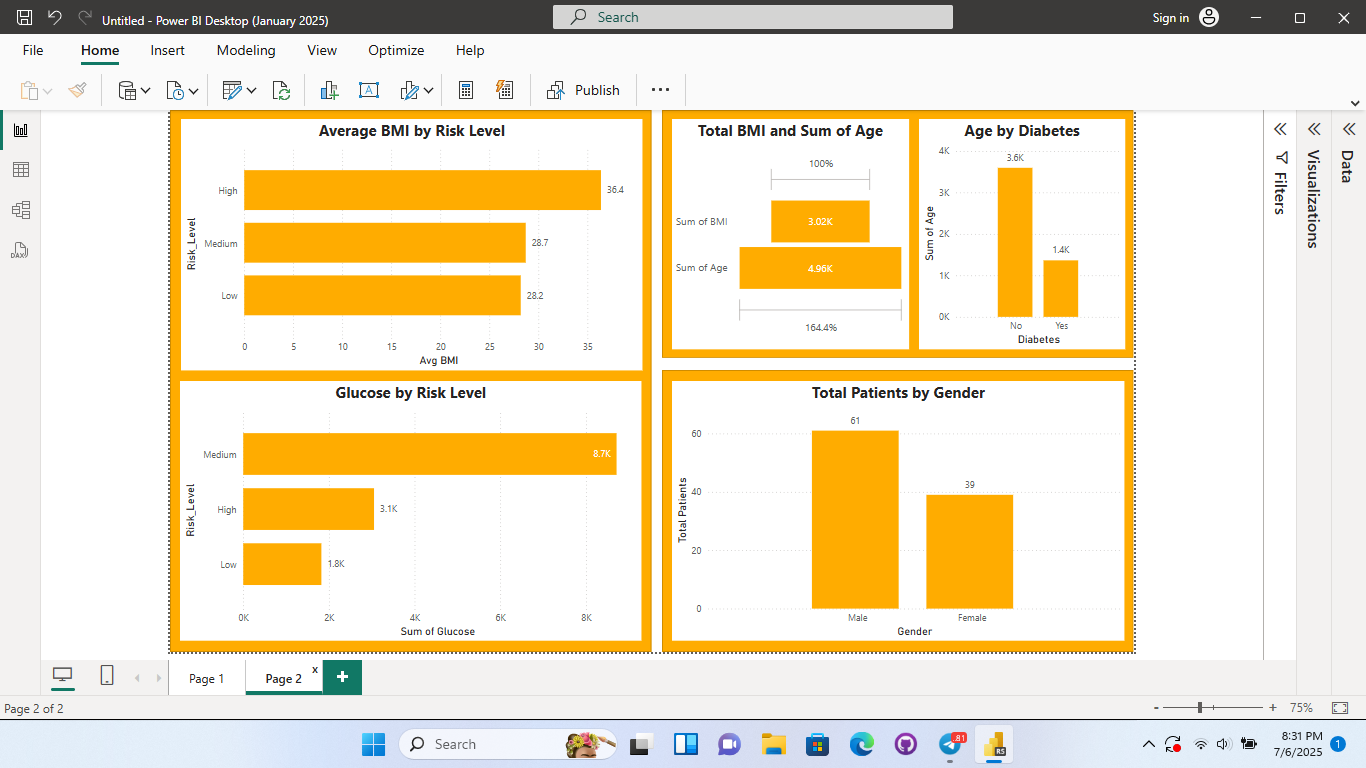 Untitled - Power BI Desktop (January 2025)
Search
Sign in
File
Home
Insert
Modeling
View
Optimize
Help
Publish
Average BMI by Risk Level
Risk_Level
High
36.4
Medium
28.7
Low
28.2
0 5 10 15 20 25 30 35
Avg BMI
Total BMI and Sum of Age
100%
Sum of BMI
3.02K
Sum of Age
4.96K
164.4%
Age by Diabetes
Sum of Age
4K
3K
2K
1K
0K
3.6K
1.4K
No Yes
Diabetes
Glucose by Risk Level
Risk_Level
Medium
8.7K
High
3.1K
Low
1.8K
0K 2K 4K 6K 8K
Sum of Glucose
Total Patients by Gender
Total Patients
60
40
20
0
61
39
Male Female
Gender
Filters
Visualizations
Data
DAX
Page 1
Page 2
x
+
Page 2 of 2
- + 75%
Search
81
RS
8:31 PM
7/6/2025
1